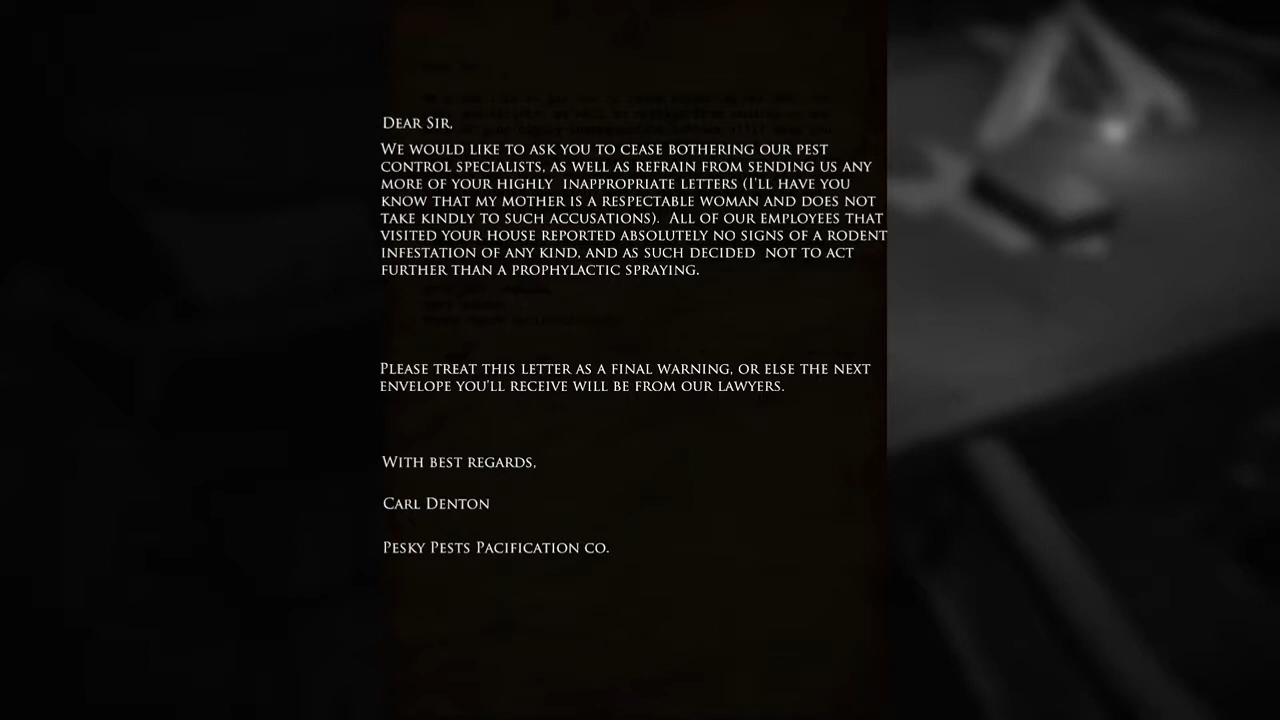 Dear Sir,
We would like to ask you to cease bothering our pest
control specialists, as well as refrain from sending us any
more of your highly  inappropriate letters (I'll have you
know that my mother is a respectable woman and does not
take kindly to such accusations).  All of our employees that
visited your house reported absolutely no signs of a rodent
infestation of any kind, and as such decided  not to act
further than a prophylactic spraying.
Please treat this letter as a final warning, or else the next
envelope you'll receive will be from our lawyers.
With best regards,
Carl Denton
Pesky Pests Pacification co.